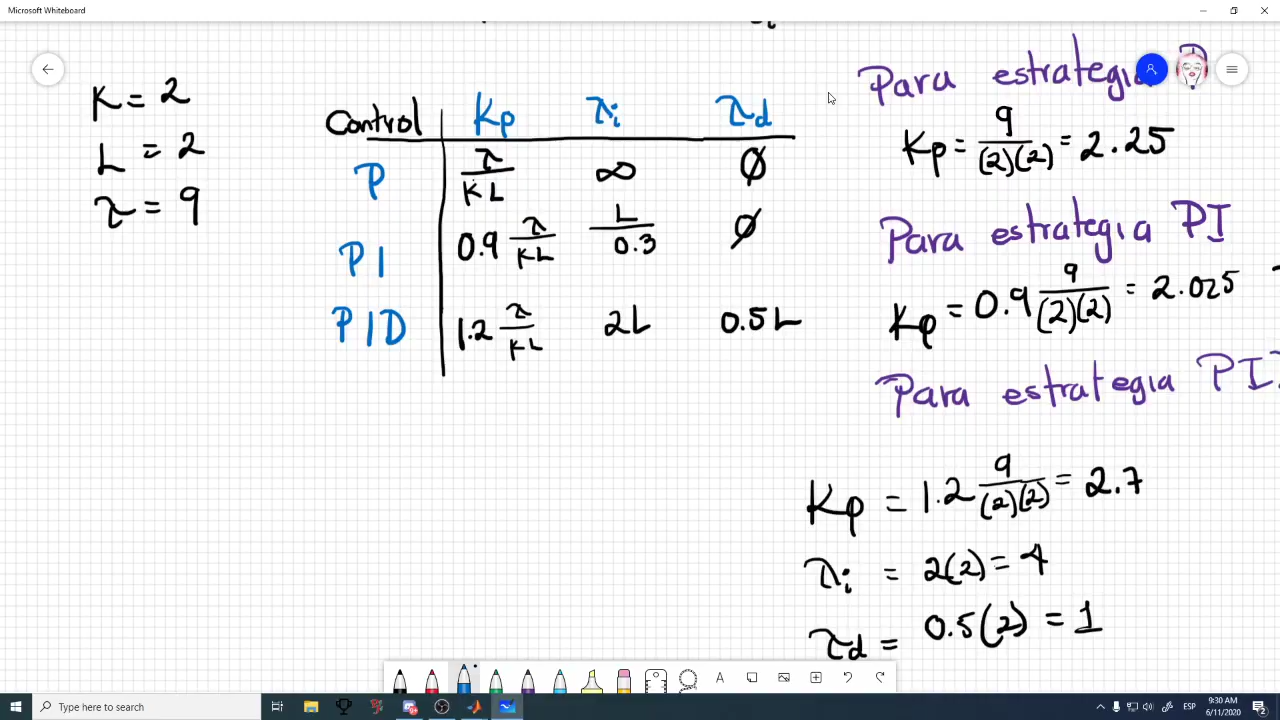 Microsoft Whiteboard
K = 2
L = 2
τ = 9
Control Kp τi τd
P τ/KL ∞ Ø
PI 0.9 τ/KL L/0.3 Ø
PID 1.2 τ/KL 2L 0.5L
Para estrategia
Kp = 9/(2)(2) = 2.25
Para estrategia PI
Kp = 0.9 9/(2)(2) = 2.025
Para estrategia PI
Kp = 1.2 9/(2)(2) = 2.7
τi = 2(2) = 4
τd = 0.5(2) = 1
A
Type here to search
ESP
9:30 AM
6/11/2020
2